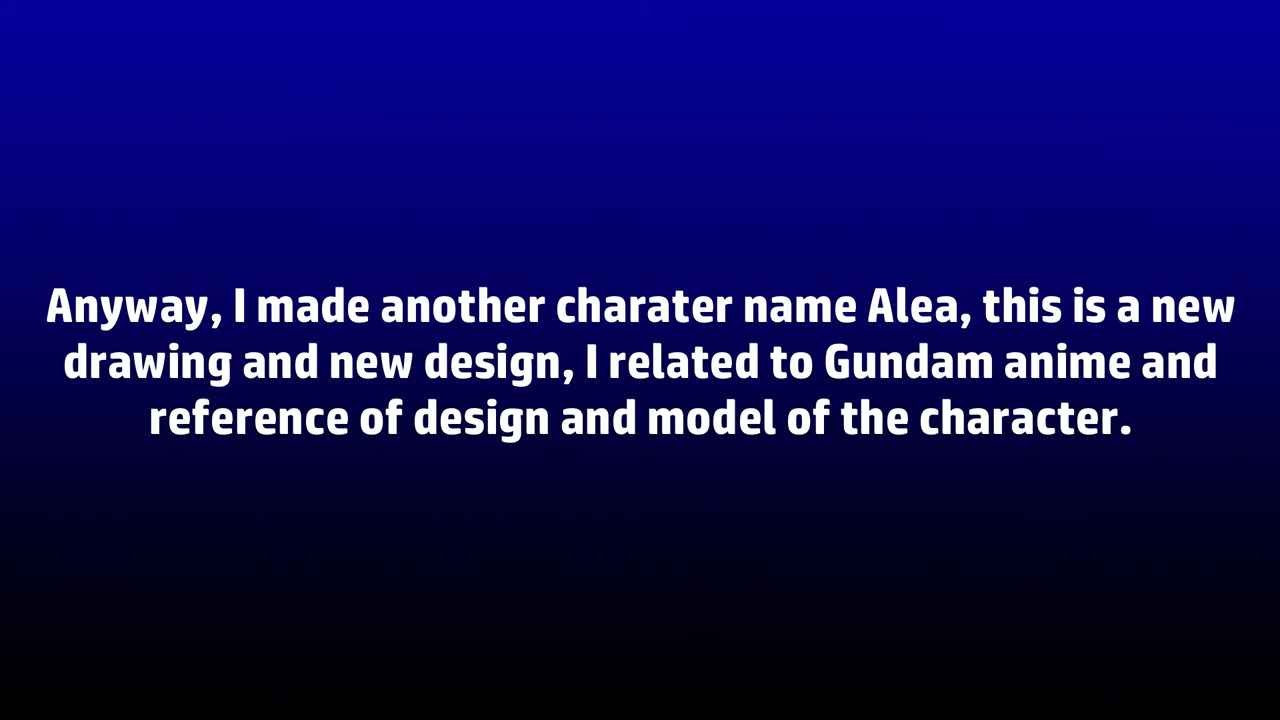 Anyway, I made another charater name Alea, this is a new
drawing and new design, I related to Gundam anime and
reference of design and model of the character.